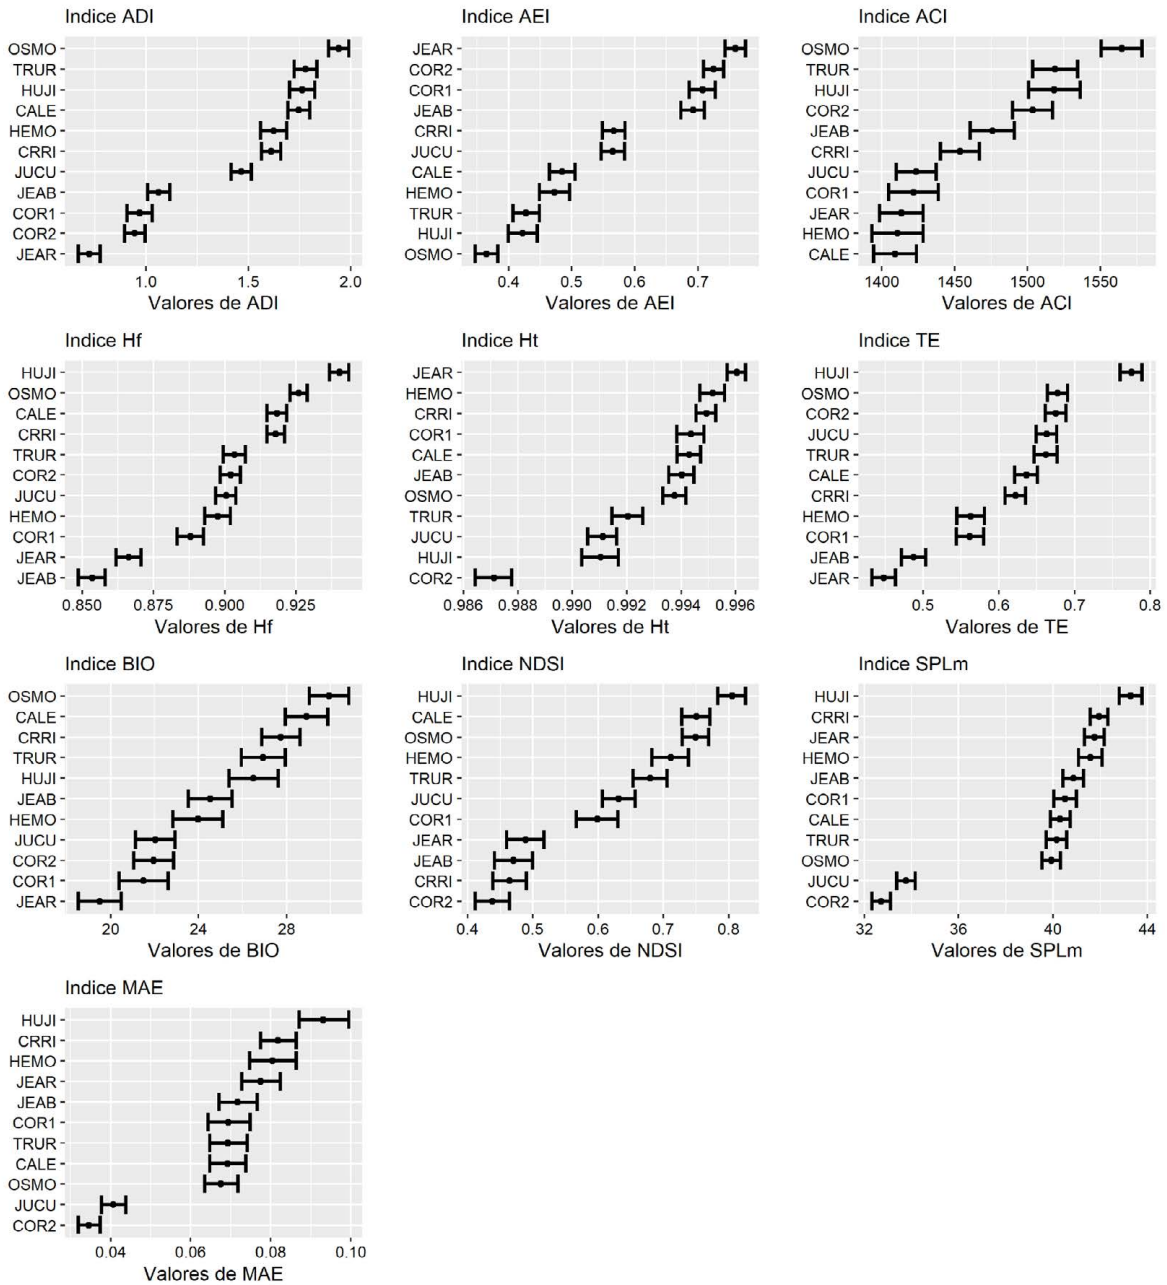 Indice ADI
OSMO
TRUR
HUJI
CALE
HEMO
CRRI
JUCU
JEAB
COR1
COR2
JEAR
1.0 1.5 2.0
Valores de ADI
Indice AEI
JEAR
COR2
COR1
JEAB
CRRI
JUCU
CALE
HEMO
TRUR
HUJI
OSMO
0.4 0.5 0.6 0.7
Valores de AEI
Indice ACI
OSMO
TRUR
HUJI
COR2
JEAB
CRRI
JUCU
COR1
JEAR
HEMO
CALE
1400 1450 1500 1550
Valores de ACI
Indice Hf
HUJI
OSMO
CALE
CRRI
TRUR
COR2
JUCU
HEMO
COR1
JEAR
JEAB
0.850 0.875 0.900 0.925
Valores de Hf
Indice Ht
JEAR
HEMO
CRRI
COR1
CALE
JEAB
OSMO
TRUR
JUCU
HUJI
COR2
0.986 0.988 0.990 0.992 0.994 0.996
Valores de Ht
Indice TE
HUJI
OSMO
COR2
JUCU
TRUR
CALE
CRRI
HEMO
COR1
JEAB
JEAR
0.5 0.6 0.7 0.8
Valores de TE
Indice BIO
OSMO
CALE
CRRI
TRUR
HUJI
JEAB
HEMO
JUCU
COR2
COR1
JEAR
20 24 28
Valores de BIO
Indice NDSI
HUJI
CALE
OSMO
HEMO
TRUR
JUCU
COR1
JEAR
JEAB
CRRI
COR2
0.4 0.5 0.6 0.7 0.8
Valores de NDSI
Indice SPLm
HUJI
CRRI
JEAR
HEMO
JEAB
COR1
CALE
TRUR
OSMO
JUCU
COR2
32 36 40 44
Valores de SPLm
Indice MAE
HUJI
CRRI
HEMO
JEAR
JEAB
COR1
TRUR
CALE
OSMO
JUCU
COR2
0.04 0.06 0.08 0.10
Valores de MAE